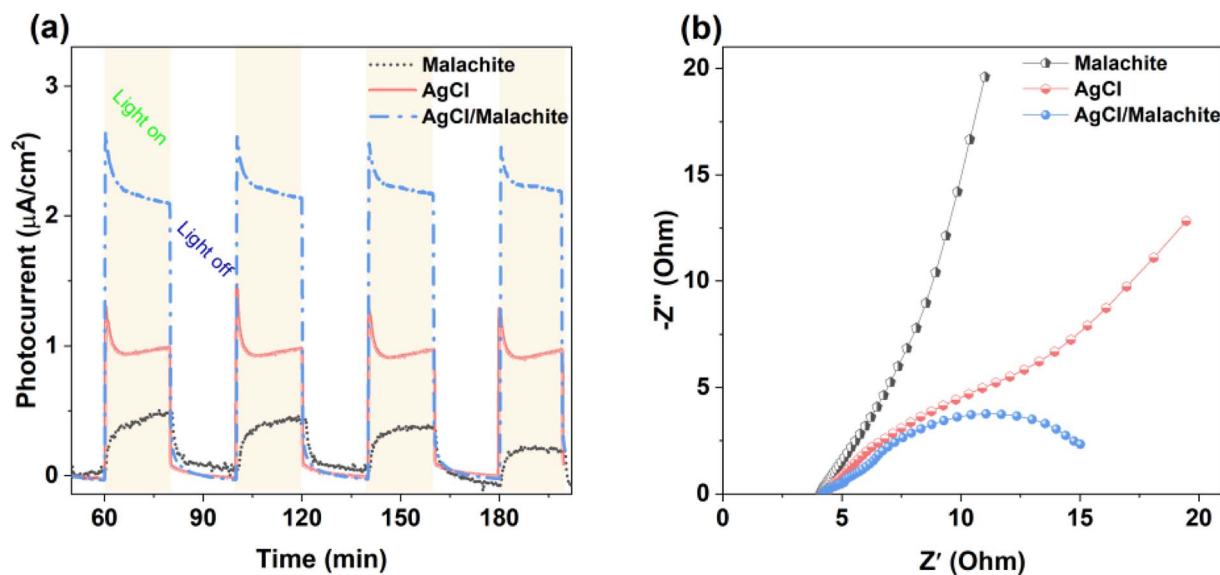 (a)
Photocurrent (μA/cm²)
3
2
1
0
Light on
Light off
Malachite
AgCl
AgCl/Malachite
60
90
120
150
180
Time (min)
(b)
-Z'' (Ohm)
20
15
10
5
0
Malachite
AgCl
AgCl/Malachite
0
5
10
15
20
Z′ (Ohm)